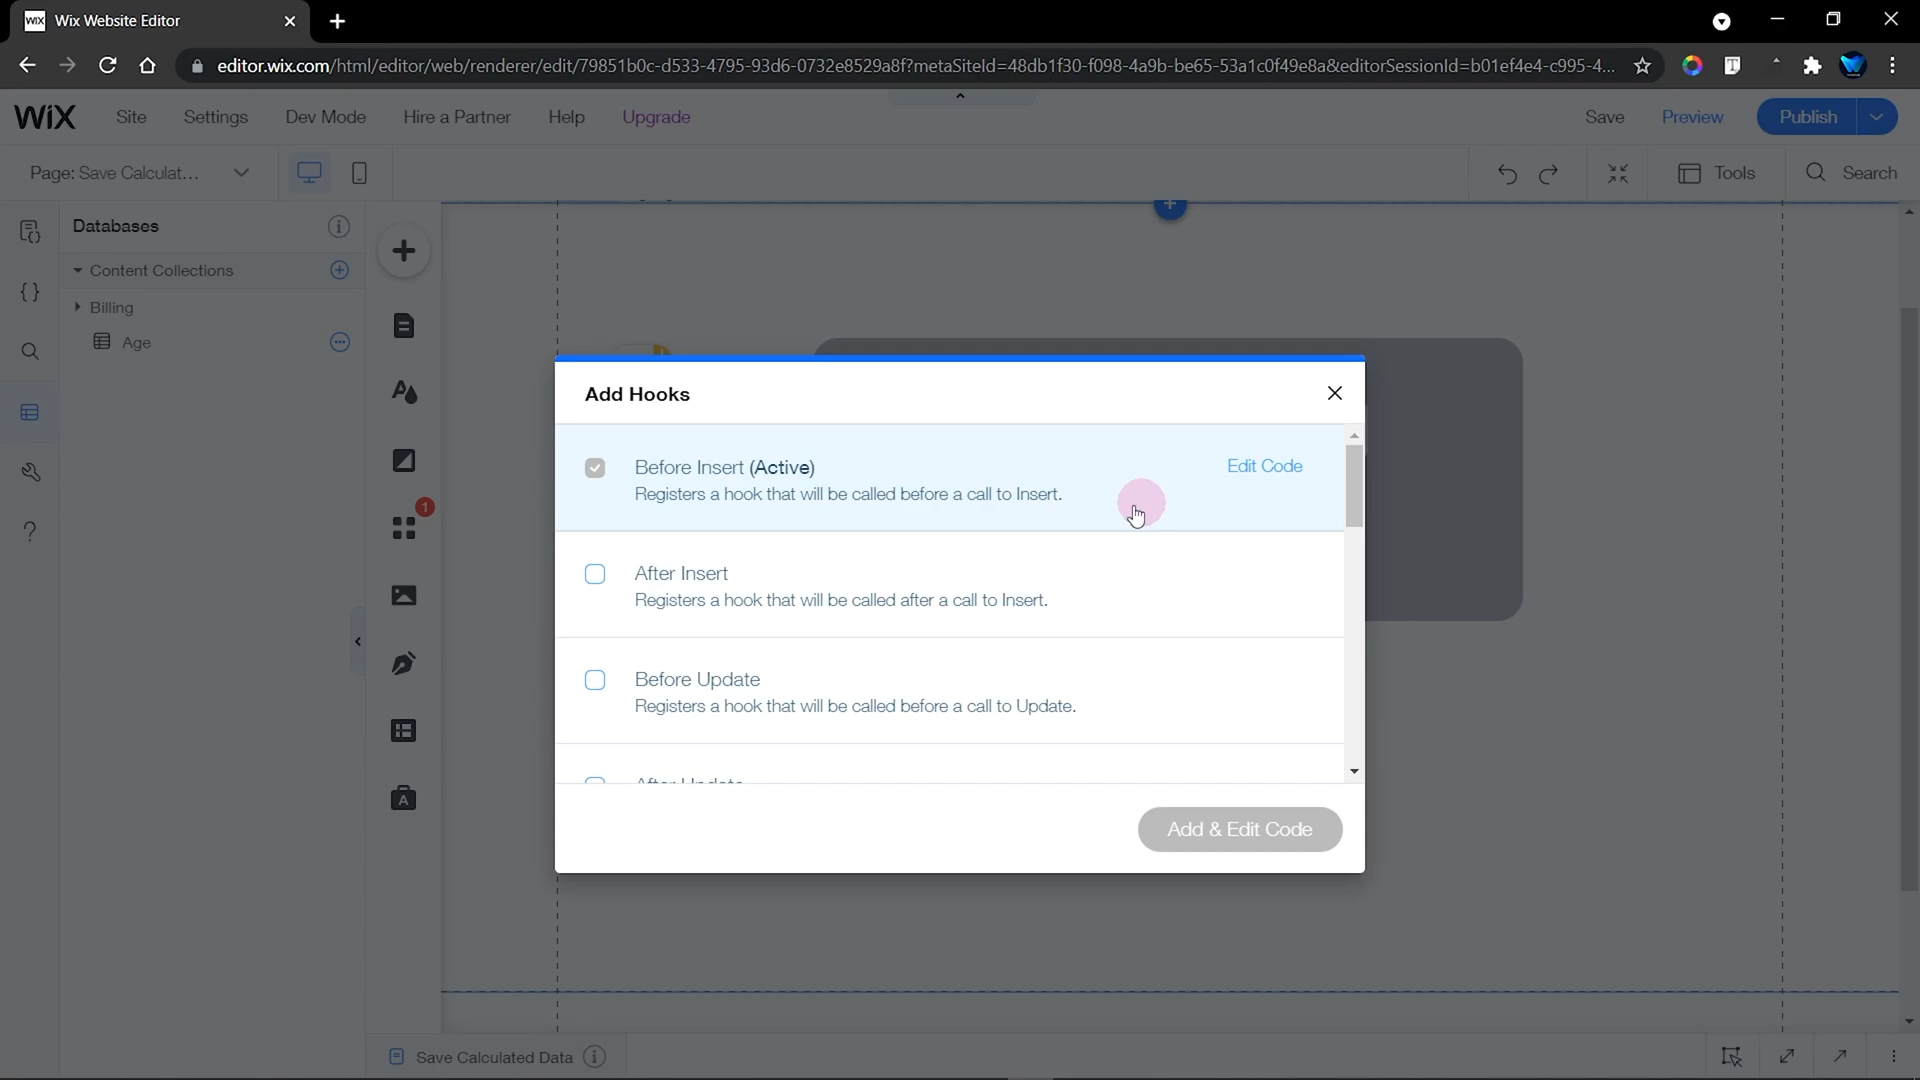 WiX Wix Website Editor
editor.wix.com/html/editor/web/renderer/edit/79851b0c-d533-4795-93d6-0732e8529a8f?metaSiteId=48db1f30-f098-4a9b-be65-53a1c0f49e8a&editorSessionId=b01ef4e4-c995-4...
WiX Site Settings Dev Mode Hire a Partner Help Upgrade Save Preview Publish
Page: Save Calculat... Tools Search
Databases
Content Collections
Billing
Age
Add Hooks
Before Insert (Active) Edit Code
Registers a hook that will be called before a call to Insert.
1
After Insert
Registers a hook that will be called after a call to Insert.
Before Update
Registers a hook that will be called before a call to Update.
After Update
Add & Edit Code
Save Calculated Data